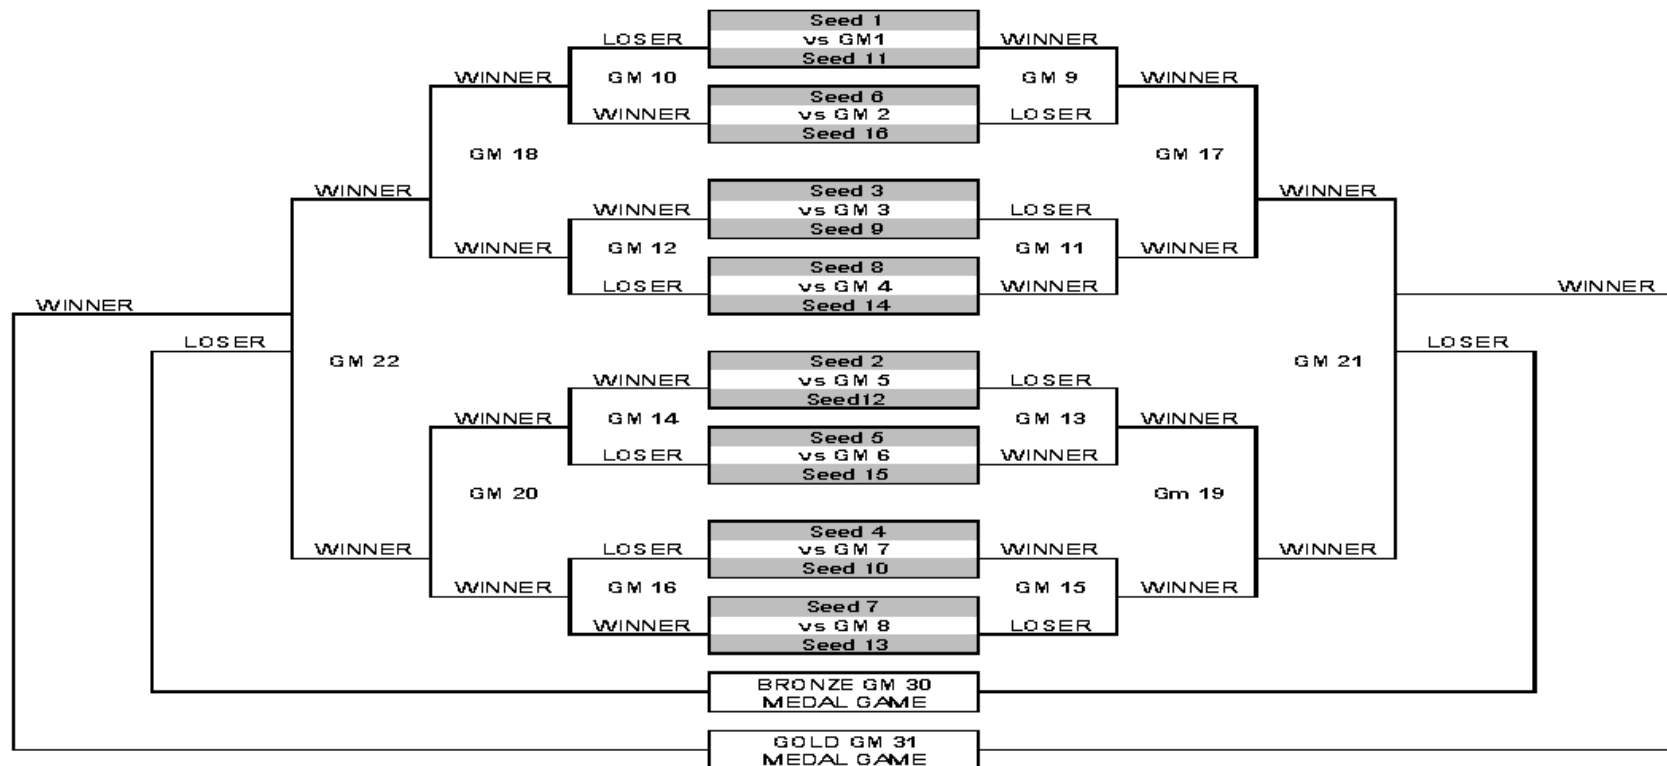 Seed 1
LOSER vs GM1 WINNER
Seed 11
WINNER GM 10 GM 9 WINNER
Seed 6
WINNER vs GM 2 LOSER
Seed 16
GM 18 GM 17
WINNER Seed 3 WINNER
WINNER vs GM 3 LOSER
Seed 9
WINNER GM 12 GM 11 WINNER
Seed 8
LOSER vs GM 4 WINNER WINNER
WINNER Seed 14
LOSER LOSER
GM 22 Seed 2 GM 21
WINNER vs GM 5 LOSER
Seed12
WINNER GM 14 GM 13 WINNER
Seed 5
LOSER vs GM 6 WINNER
Seed 15
GM 20 Gm 19
Seed 4
WINNER LOSER vs GM 7 WINNER WINNER
Seed 10
WINNER GM 16 GM 15 WINNER
Seed 7
WINNER vs GM 8 LOSER
Seed 13
BRONZE GM 30
MEDAL GAME
GOLD GM 31
MEDAL GAME